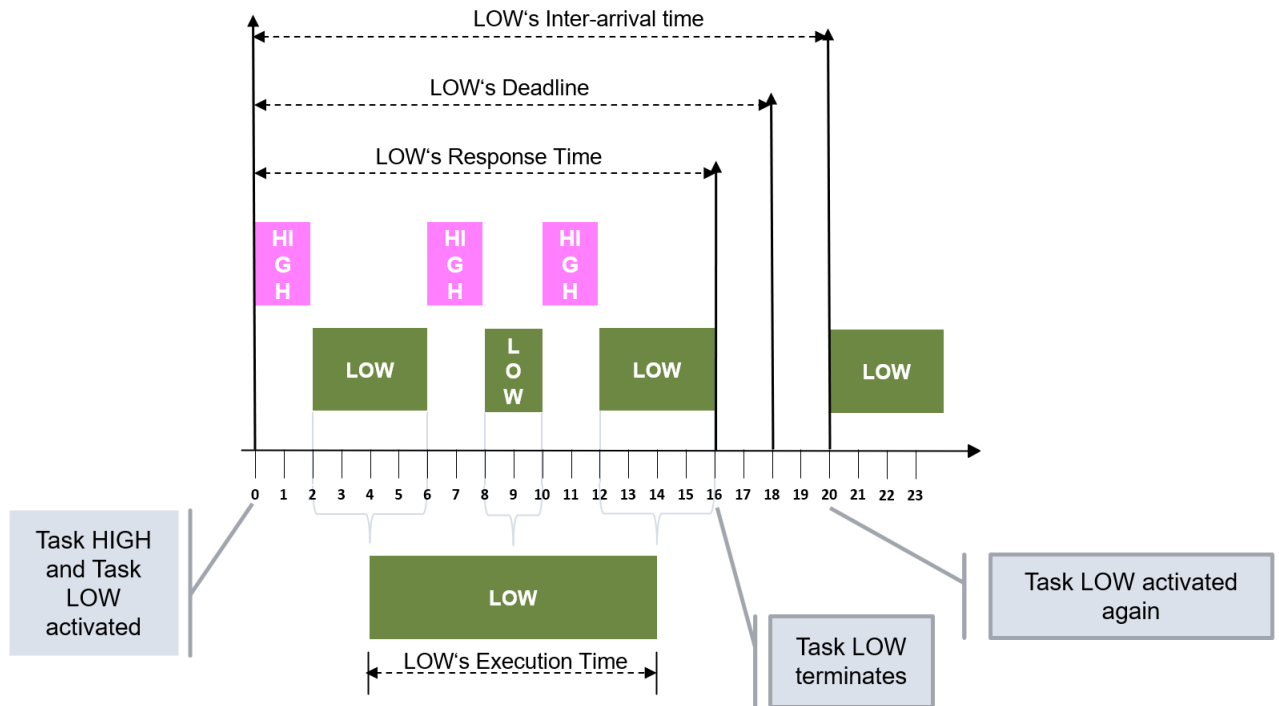 LOW‘s Inter-arrival time
LOW‘s Deadline
LOW‘s Response Time
HI
G
H
HI
G
H
HI
G
H
LOW
L
O
W
LOW
LOW
0 1 2 3 4 5 6 7 8 9 10 11 12 13 14 15 16 17 18 19 20 21 22 23
Task HIGH
and Task
LOW
activated
LOW
LOW‘s Execution Time
Task LOW
terminates
Task LOW activated
again